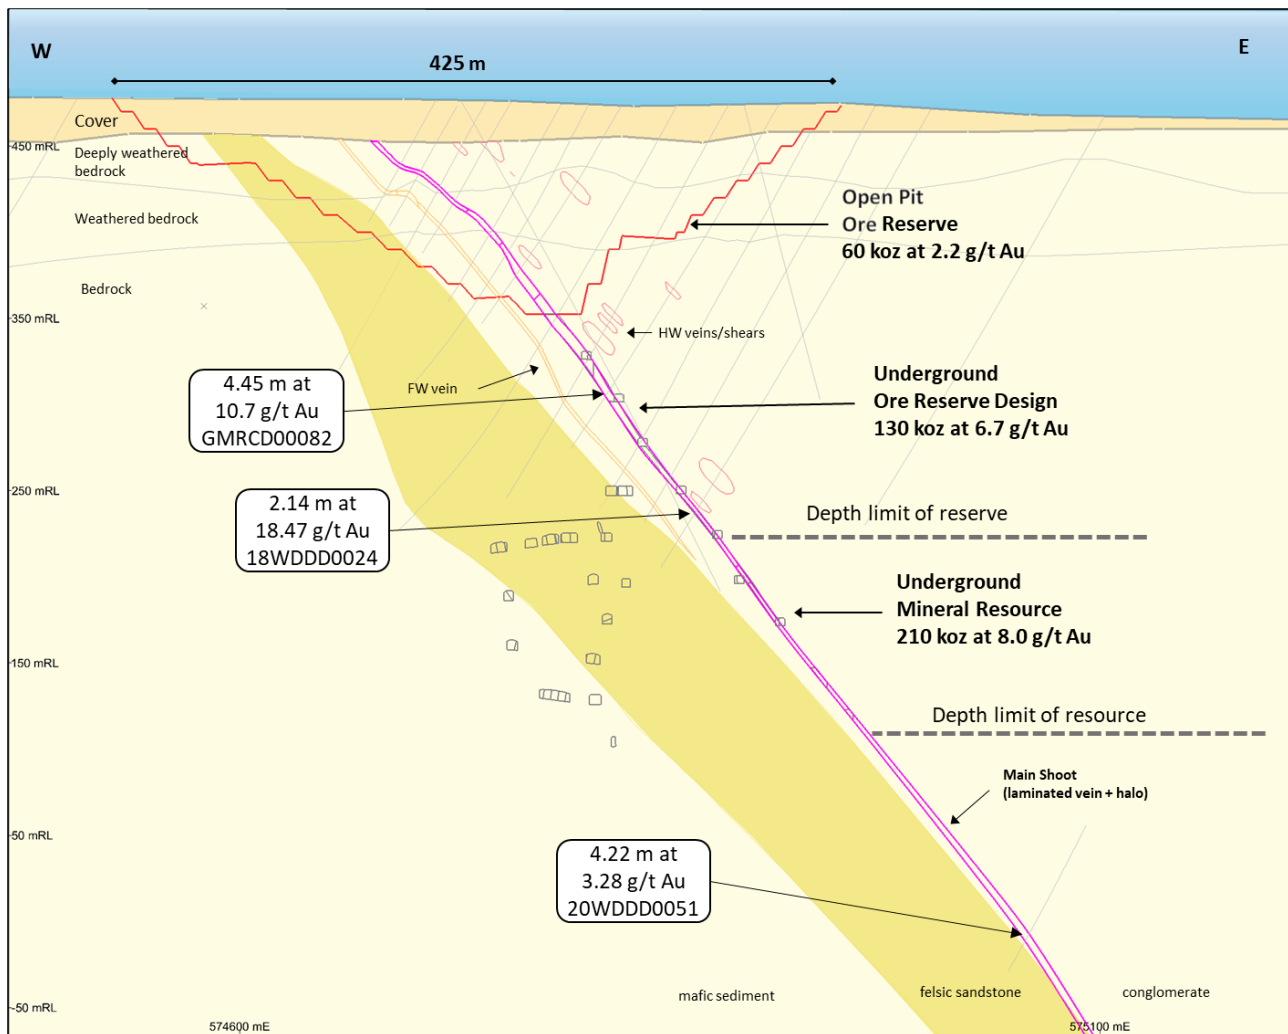 W
E
425 m
Cover
450 mRL
Deeply weathered
bedrock
Weathered bedrock
Bedrock
Open Pit
Ore Reserve
60 koz at 2.2 g/t Au
350 mRL
HW veins/shears
FW vein
4.45 m at
10.7 g/t Au
GMRCD00082
Underground
Ore Reserve Design
130 koz at 6.7 g/t Au
250 mRL
2.14 m at
18.47 g/t Au
18WDDD0024
Depth limit of reserve
Underground
Mineral Resource
210 koz at 8.0 g/t Au
150 mRL
Depth limit of resource
Main Shoot
(laminated vein + halo)
50 mRL
4.22 m at
3.28 g/t Au
20WDDD0051
mafic sediment
felsic sandstone
conglomerate
-50 mRL
574600 mE
575100 mE